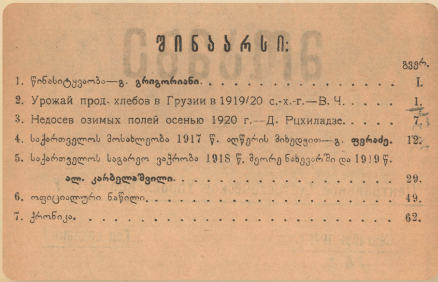 შინაარსი:
გვერ.
1. წინასიტყვაობა—გ. გრიგორიანი. . . . . . . . . . . . . . I.
2. Урожай прод. хлебов в Грузии в 1919/20 с.-х.-г.—В. Ч. . . . . 1.
3. Недосев озимых полей осенью 1920 г.—Д. Рцхиладзе. . . . . 7.
4. საქართველოს მოსახლეობა 1917 წ. აღწერის მიხედვით—გ. ფერაძე. 12.
5. საქართველოს საგარეო ვაჭრობა 1918 წ. მეორე ნახევარში და 1919 წ.
ალ. კარბელაშვილი. . . . . . . . . . . . . . . . 29.
6. ოფიციალური ნაწილი. . . . . . . . . . . . . . . . . . 49.
7. ქრონიკა. . . . . . . . . . . . . . . . . . . . . . 62.